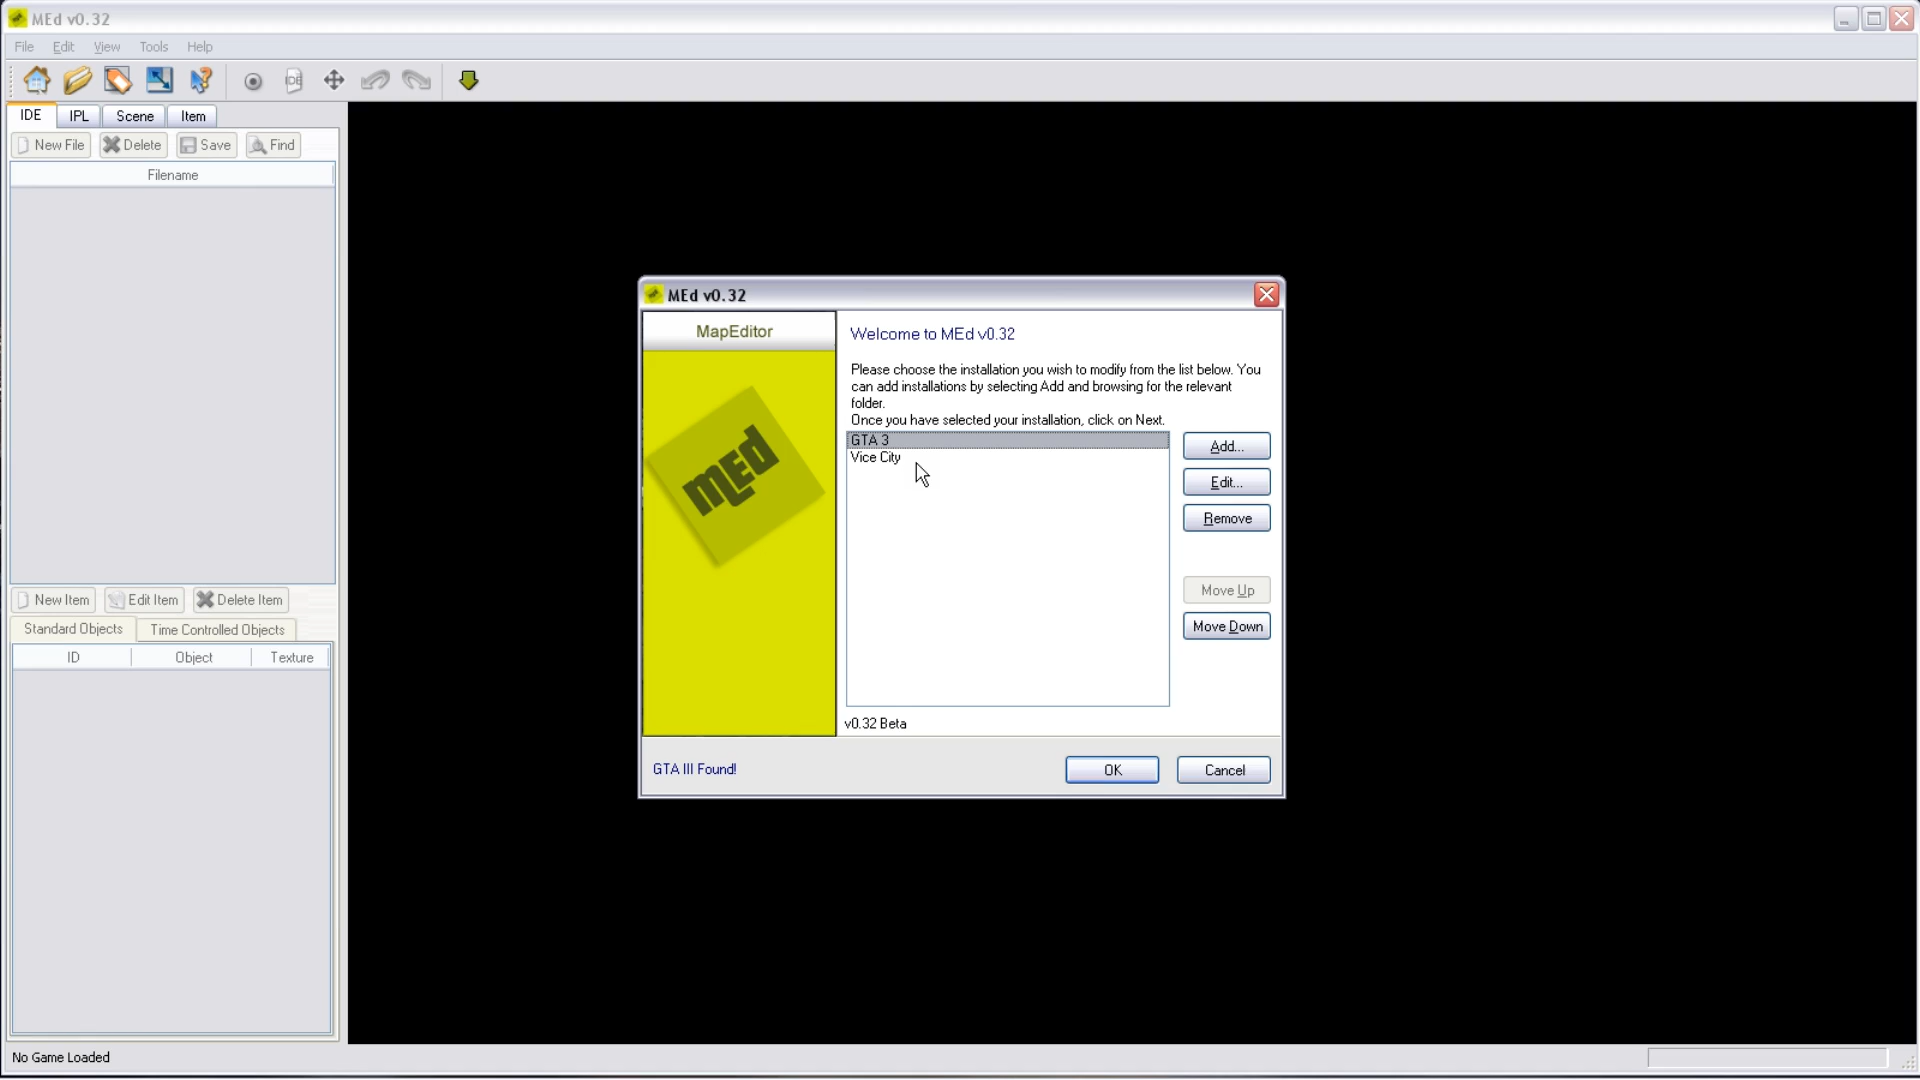 MEd v0.32
File Edit View Tools Help
IDE
IDE IPL Scene Item
New File Delete Save Find
Filename
New Item Edit Item Delete Item
Standard Objects Time Controlled Objects
ID Object Texture
No Game Loaded
MEd v0.32
MapEditor
mEd
Welcome to MEd v0.32
Please choose the installation you wish to modify from the list below. You
can add installations by selecting Add and browsing for the relevant
folder.
Once you have selected your installation, click on Next.
GTA 3
Vice City
Add...
Edit...
Remove
Move Up
Move Down
v0.32 Beta
GTA III Found!
OK Cancel